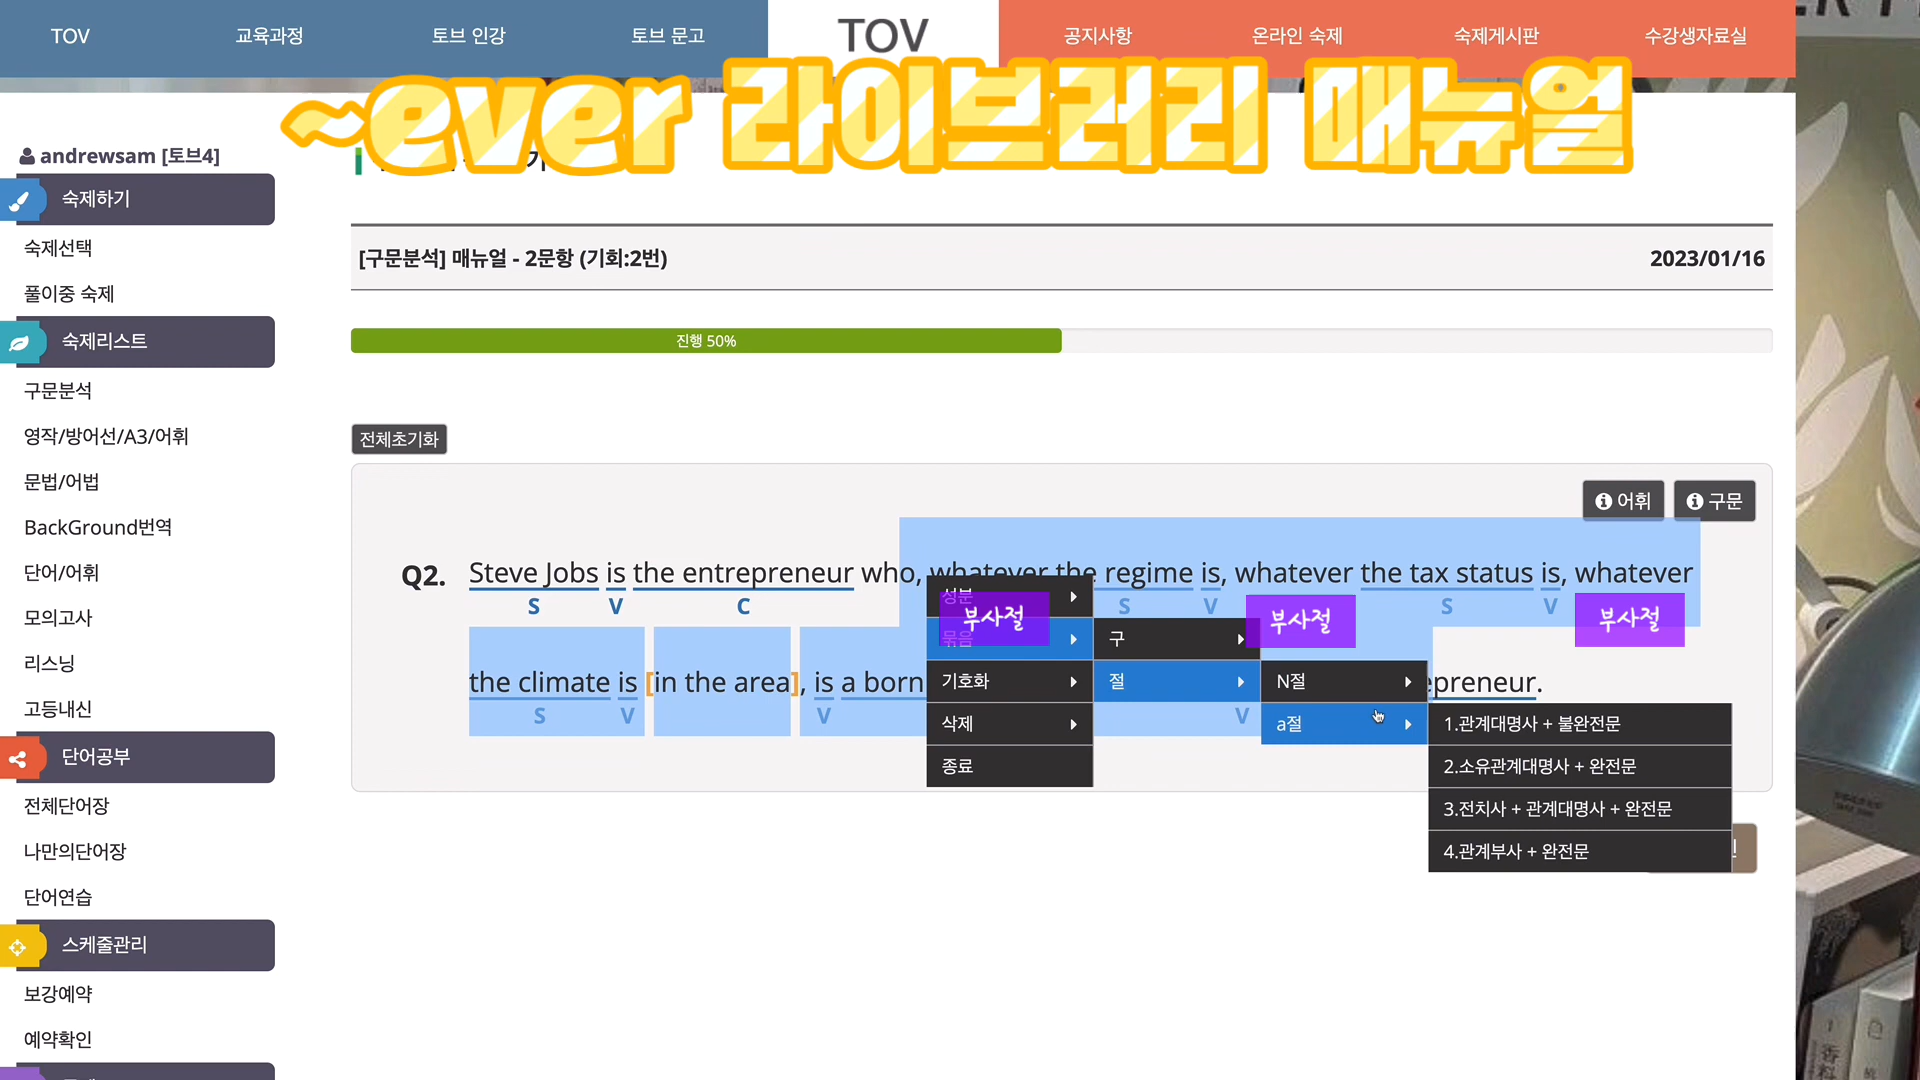 TOV 교육과정 토브 인강 토브 문고 TOV 공지사항 온라인 숙제 숙제게시판 수강생자료실
~ever 라이브러리 매뉴얼
andrewsam [토브4]
숙제하기
숙제선택
풀이중 숙제
숙제리스트
구문분석
영작/방어선/A3/어휘
문법/어법
BackGround번역
단어/어휘
모의고사
리스닝
고등내신
단어공부
전체단어장
나만의단어장
단어연습
스케줄관리
보강예약
예약확인
[구문분석] 매뉴얼 - 2문항 (기회:2번) 2023/01/16
진행 50%
전체초기화
어휘 구문
Q2. Steve Jobs is the entrepreneur who, whatever the regime is, whatever the tax status is, whatever
S V C S V S V
부사절 부사절 부사절
the climate is [in the area], is a born epreneur.
S V V V
성분
묶음
기호화
삭제
종료
구
절
N절
a절
1.관계대명사 + 불완전문
2.소유관계대명사 + 완전문
3.전치사 + 관계대명사 + 완전문
4.관계부사 + 완전문